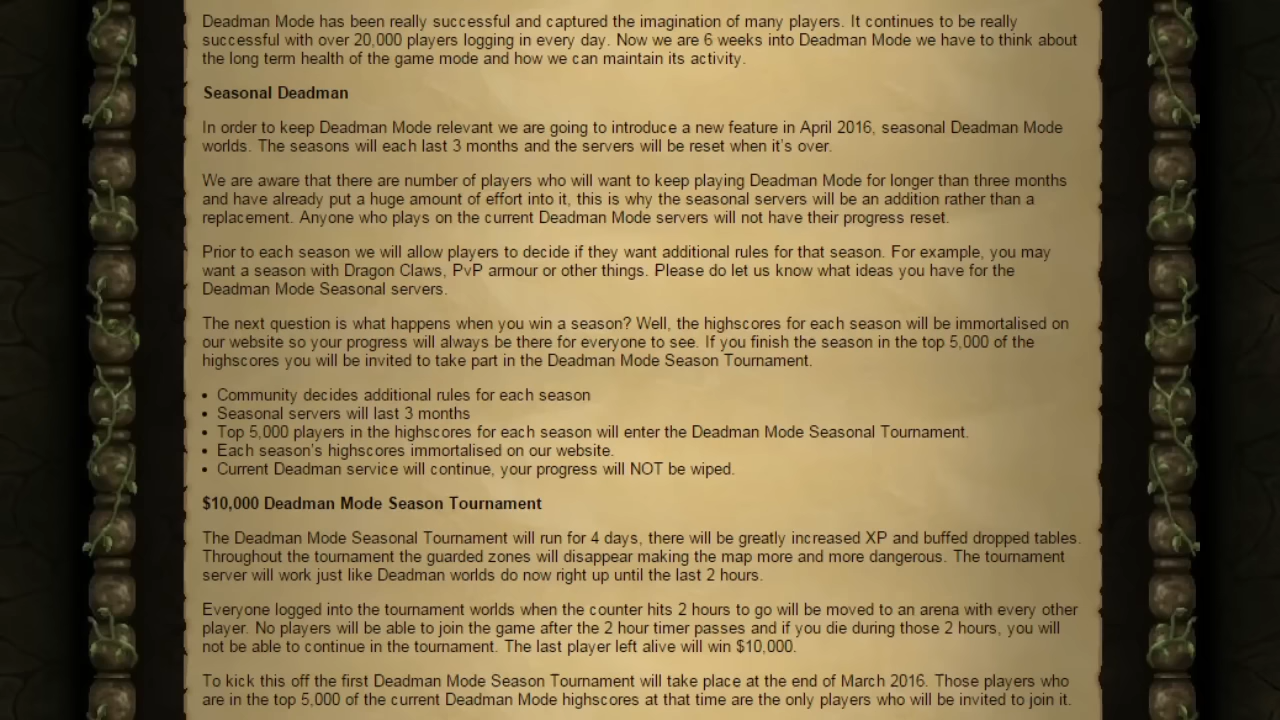 Deadman Mode has been really successful and captured the imagination of many players. It continues to be really
successful with over 20,000 players logging in every day. Now we are 6 weeks into Deadman Mode we have to think about
the long term health of the game mode and how we can maintain its activity.
Seasonal Deadman
In order to keep Deadman Mode relevant we are going to introduce a new feature in April 2016, seasonal Deadman Mode
worlds. The seasons will each last 3 months and the servers will be reset when it's over.
We are aware that there are number of players who will want to keep playing Deadman Mode for longer than three months
and have already put a huge amount of effort into it, this is why the seasonal servers will be an addition rather than a
replacement. Anyone who plays on the current Deadman Mode servers will not have their progress reset.
Prior to each season we will allow players to decide if they want additional rules for that season. For example, you may
want a season with Dragon Claws, PvP armour or other things. Please do let us know what ideas you have for the
Deadman Mode Seasonal servers.
The next question is what happens when you win a season? Well, the highscores for each season will be immortalised on
our website so your progress will always be there for everyone to see. If you finish the season in the top 5,000 of the
highscores you will be invited to take part in the Deadman Mode Season Tournament.
• Community decides additional rules for each season
• Seasonal servers will last 3 months
• Top 5,000 players in the highscores for each season will enter the Deadman Mode Seasonal Tournament.
• Each season's highscores immortalised on our website.
• Current Deadman service will continue, your progress will NOT be wiped.
$10,000 Deadman Mode Season Tournament
The Deadman Mode Seasonal Tournament will run for 4 days, there will be greatly increased XP and buffed dropped tables.
Throughout the tournament the guarded zones will disappear making the map more and more dangerous. The tournament
server will work just like Deadman worlds do now right up until the last 2 hours.
Everyone logged into the tournament worlds when the counter hits 2 hours to go will be moved to an arena with every other
player. No players will be able to join the game after the 2 hour timer passes and if you die during those 2 hours, you will
not be able to continue in the tournament. The last player left alive will win $10,000.
To kick this off the first Deadman Mode Season Tournament will take place at the end of March 2016. Those players who
are in the top 5,000 of the current Deadman Mode highscores at that time are the only players who will be invited to join it.